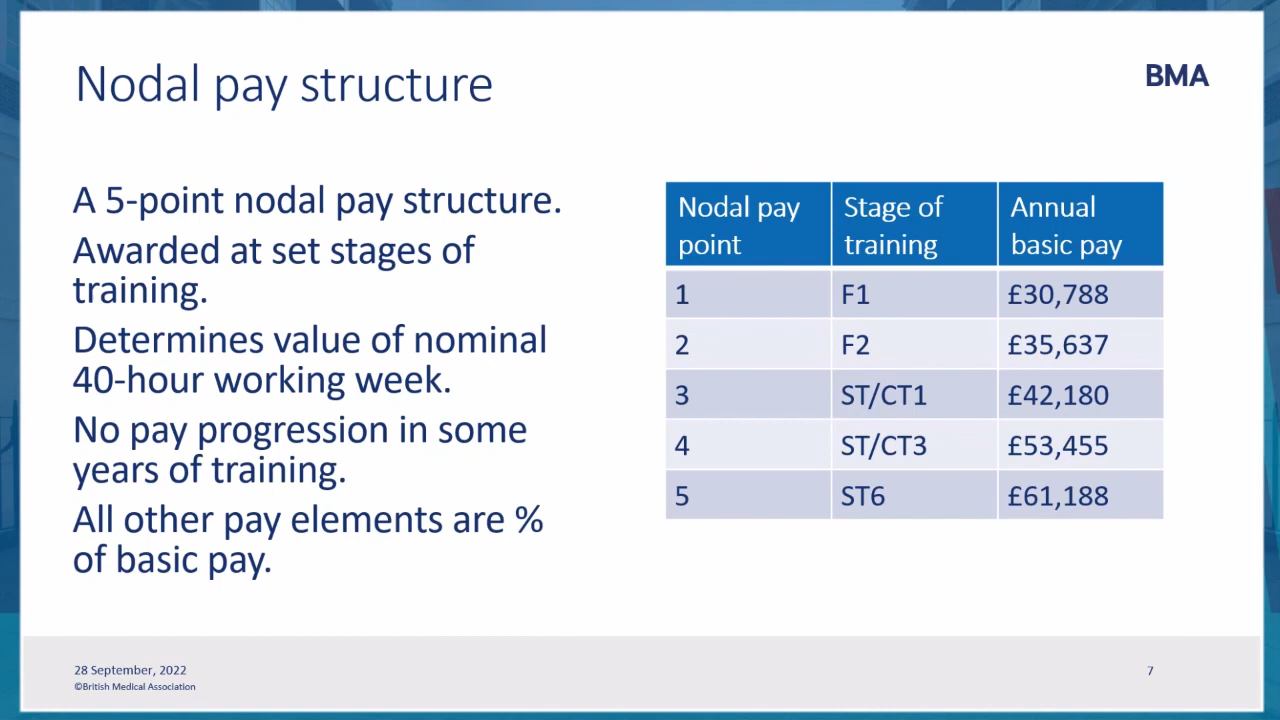 Nodal pay structure
BMA
A 5-point nodal pay structure.
Awarded at set stages of
training.
Determines value of nominal
40-hour working week.
No pay progression in some
years of training.
All other pay elements are %
of basic pay.
Nodal pay point Stage of training Annual basic pay
1 F1 £30,788
2 F2 £35,637
3 ST/CT1 £42,180
4 ST/CT3 £53,455
5 ST6 £61,188
28 September, 2022
©British Medical Association
7